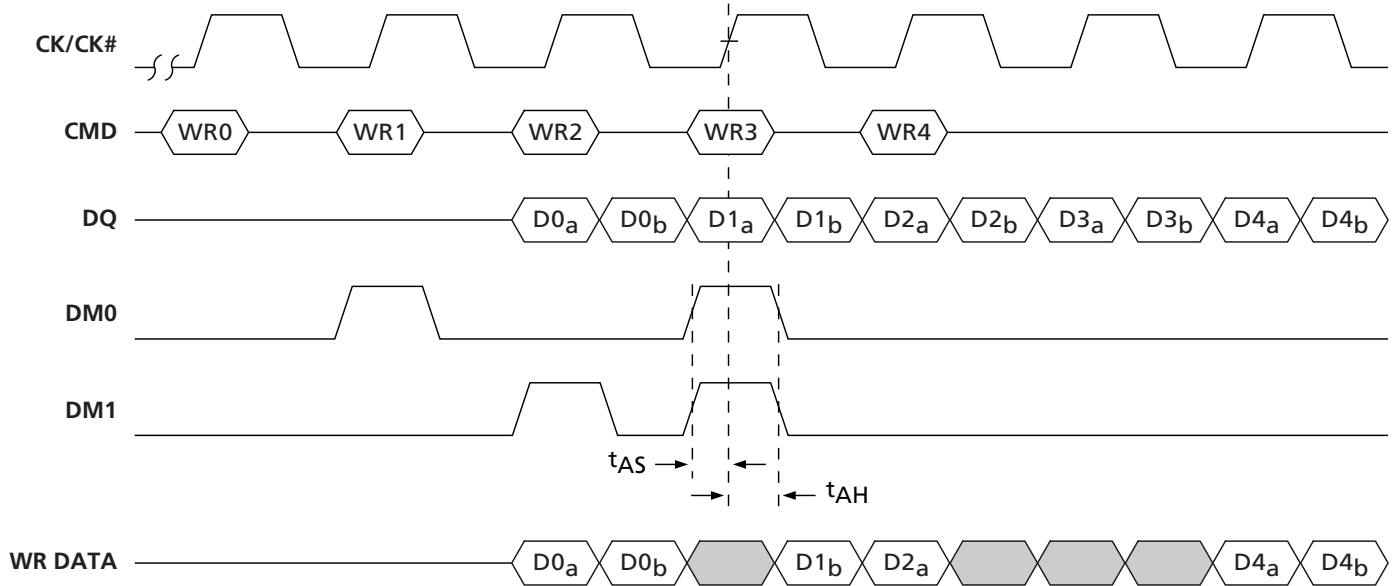 CK/CK#
CMD WR0 WR1 WR2 WR3 WR4
DQ D0a D0b D1a D1b D2a D2b D3a D3b D4a D4b
DM0
DM1
tAS
tAH
WR DATA D0a D0b D1b D2a D4a D4b